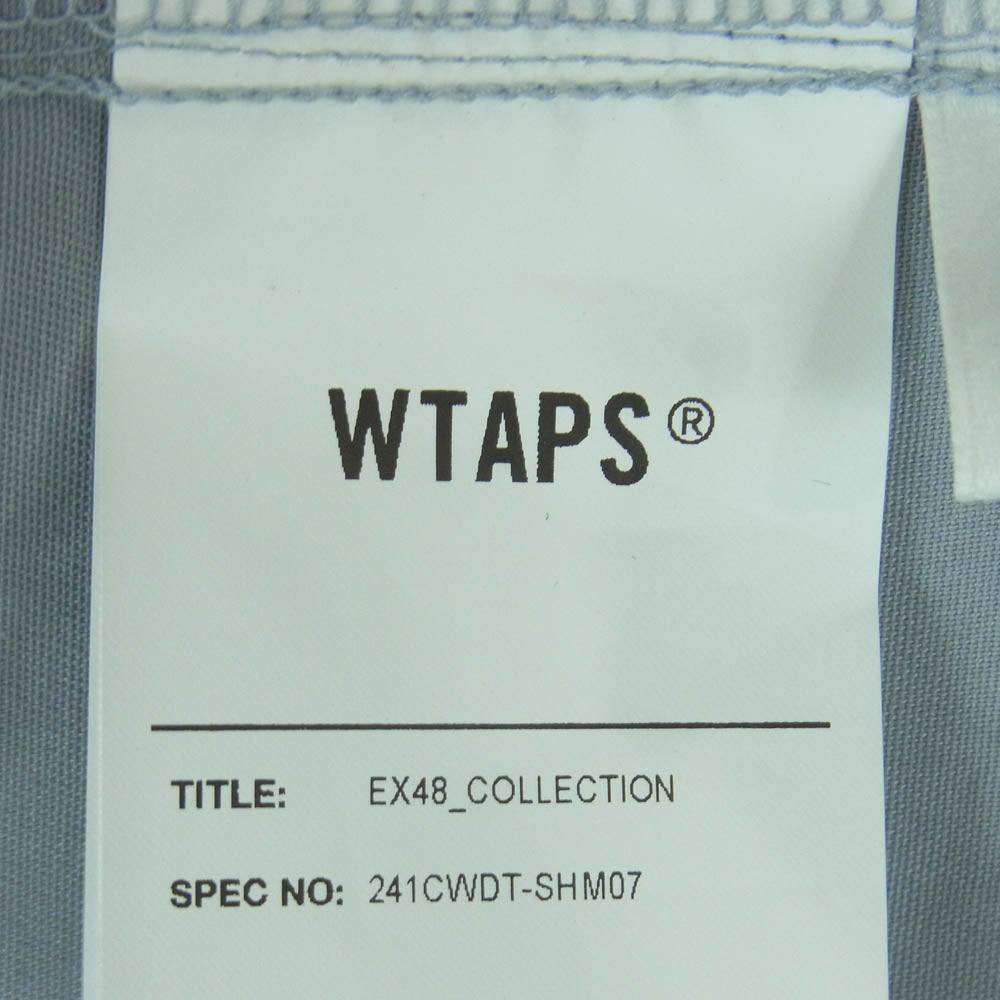 WTAPS®
TITLE: EX48_COLLECTION
SPEC NO: 241CWDT-SHM07